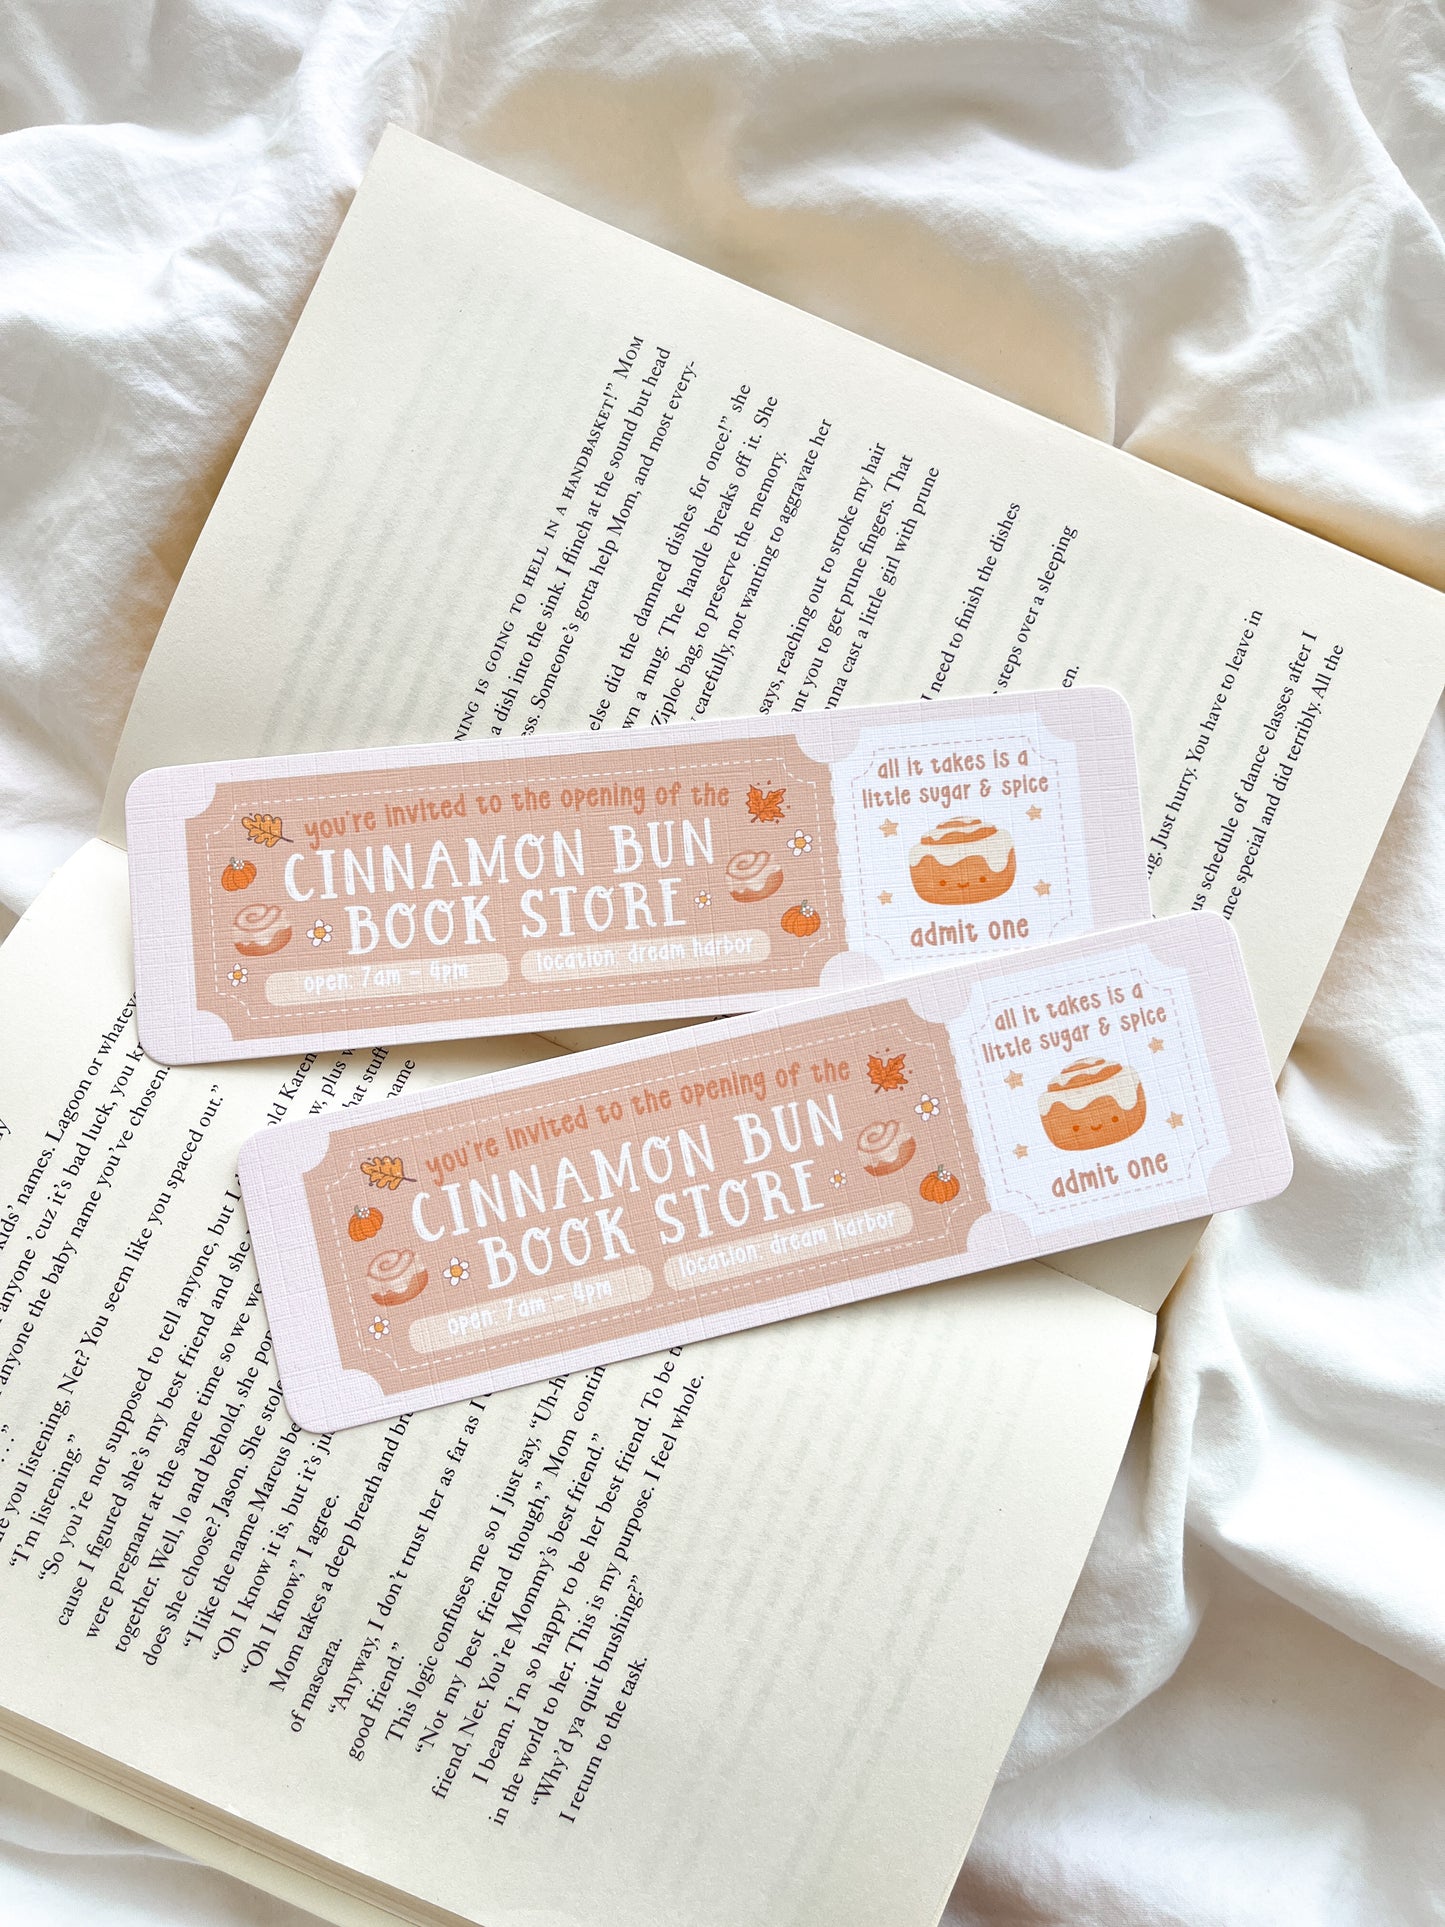 NING IS GOING TO HELL IN A HANDBASKET!” MOM
a dish into the sink. I flinch at the sound but head
ess. Someone’s gotta help Mom, and most every-
else did the damned dishes for once!” she
wn a mug. The handle breaks off it. She
Ziploc bag, to preserve the memory.
carefully, not wanting to aggravate her
says, reaching out to stroke my hair
ant you to get prune fingers. That
nna cast a little girl with prune
I need to finish the dishes
steps over a sleeping
en.
ng. Just hurry. You have to leave in
us schedule of dance classes after I
ance special and did terribly. All the
you're invited to the opening of the
CINNAMON BUN
BOOK STORE
open: 7am - 4pm
location: dream harbor
all it takes is a
little sugar & spice
admit one
you're invited to the opening of the
CINNAMON BUN
BOOK STORE
open: 7am - 4pm
location: dream harbor
all it takes is a
little sugar & spice
admit one
kids’ names. Lagoon or whateve
anyone ’cuz it’s bad luck, you k
anyone the baby name you’ve chosen.
. . .”
you listening, Net? You seem like you spaced out.”
“I’m listening.”
“So you’re not supposed to tell anyone, but I
cause I figured she’s my best friend and she
were pregnant at the same time so we we
together. Well, lo and behold, she pop
does she choose? Jason. She stole
“I like the name Marcus be
“Oh I know it is, but it’s ju
“Oh I know,” I agree.
Mom takes a deep breath and br
of mascara.
“Anyway, I don’t trust her as far as I
good friend.”
This logic confuses me so I just say, “Uh-h
“Not my best friend though,” Mom contin
friend, Net. You’re Mommy’s best friend.”
I beam. I’m so happy to be her best friend. To be
in the world to her. This is my purpose. I feel whole.
“Why’d ya quit brushing?”
I return to the task.